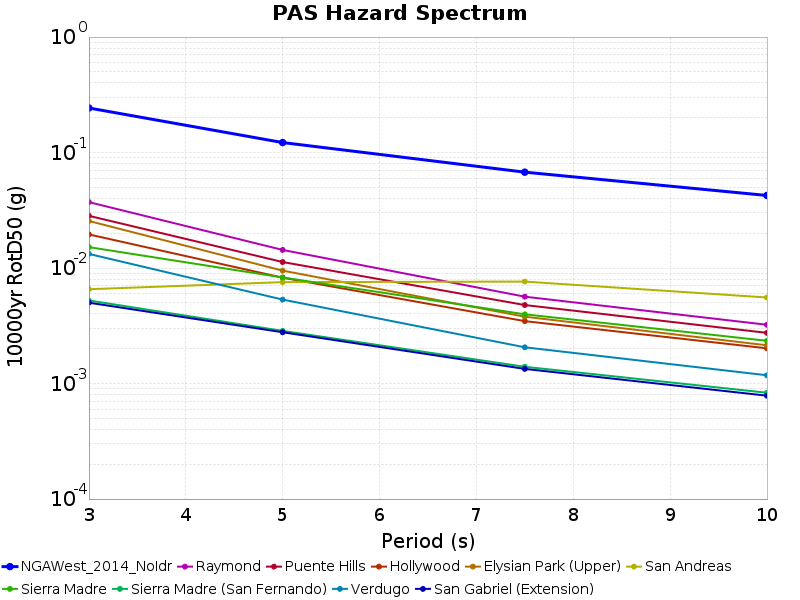 PAS Hazard Spectrum
10000yr RotD50 (g)
10^0
10^-1
10^-2
10^-3
10^-4
3 4 5 6 7 8 9 10
Period (s)
NGAWest_2014_NoIdr Raymond Puente Hills Hollywood Elysian Park (Upper) San Andreas
Sierra Madre Sierra Madre (San Fernando) Verdugo San Gabriel (Extension)